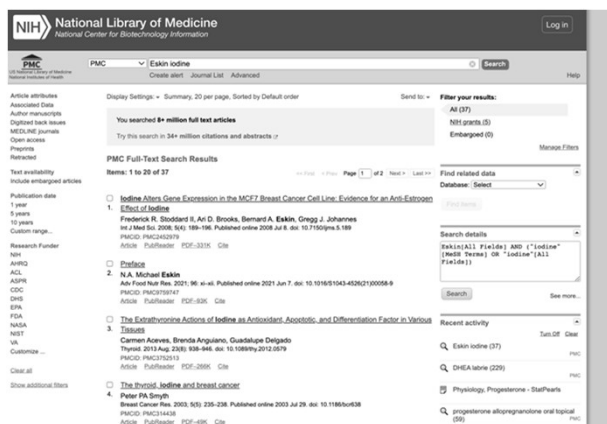 NIH
National Library of Medicine
National Center for Biotechnology Information
Log in
PMC
US National Library of Medicine
National Institutes of Health
PMC
Eskin iodine
Search
Create alert Journal List Advanced
Help
Article attributes
Associated Data
Author manuscripts
Digitized back issues
MEDLINE journals
Open access
Preprints
Retracted
Text availability
Include embargoed articles
Publication date
1 year
5 years
10 years
Custom range...
Research Funder
NIH
AHRQ
ACL
ASPR
CDC
DHS
EPA
FDA
NASA
NIST
VA
Customize ...
Clear all
Show additional filters
Display Settings: Summary, 20 per page, Sorted by Default order
Send to:
You searched 8+ million full text articles
Try this search in 34+ million citations and abstracts
PMC Full-Text Search Results
Items: 1 to 20 of 37
<< First < Prev Page 1 of 2 Next > Last >>
Iodine Alters Gene Expression in the MCF7 Breast Cancer Cell Line: Evidence for an Anti-Estrogen
1. Effect of Iodine
Frederick R. Stoddard II, Ari D. Brooks, Bernard A. Eskin, Gregg J. Johannes
Int J Med Sci. 2008; 5(4): 189–196. Published online 2008 Jul 8. doi: 10.7150/ijms.5.189
PMCID: PMC2452979
Article PubReader PDF–331K Cite
Preface
2. N.A. Michael Eskin
Adv Food Nutr Res. 2021; 96: xi–xii. Published online 2021 Jun 7. doi: 10.1016/S1043-4526(21)00058-9
PMCID: PMC9759747
Article PubReader PDF–93K Cite
The Extrathyronine Actions of Iodine as Antioxidant, Apoptotic, and Differentiation Factor in Various
3. Tissues
Carmen Aceves, Brenda Anguiano, Guadalupe Delgado
Thyroid. 2013 Aug; 23(8): 938–946. doi: 10.1089/thy.2012.0579
PMCID: PMC3752513
Article PubReader PDF–266K Cite
The thyroid, iodine and breast cancer
4. Peter PA Smyth
Breast Cancer Res. 2003; 5(5): 235–238. Published online 2003 Jul 29. doi: 10.1186/bcr638
PMCID: PMC314438
Article PubReader PDF–49K Cite
Filter your results:
All (37)
NIH grants (5)
Embargoed (0)
Manage Filters
Find related data
Database: Select
Find items
Search details
Eskin[All Fields] AND ("iodine"
[MeSH Terms] OR "iodine"[All
Fields])
Search
See more...
Recent activity
Turn Off Clear
Eskin iodine (37)
PMC
DHEA labrie (229)
PMC
Physiology, Progesterone - StatPearls
progesterone allopregnanolone oral topical
(59)
PMC